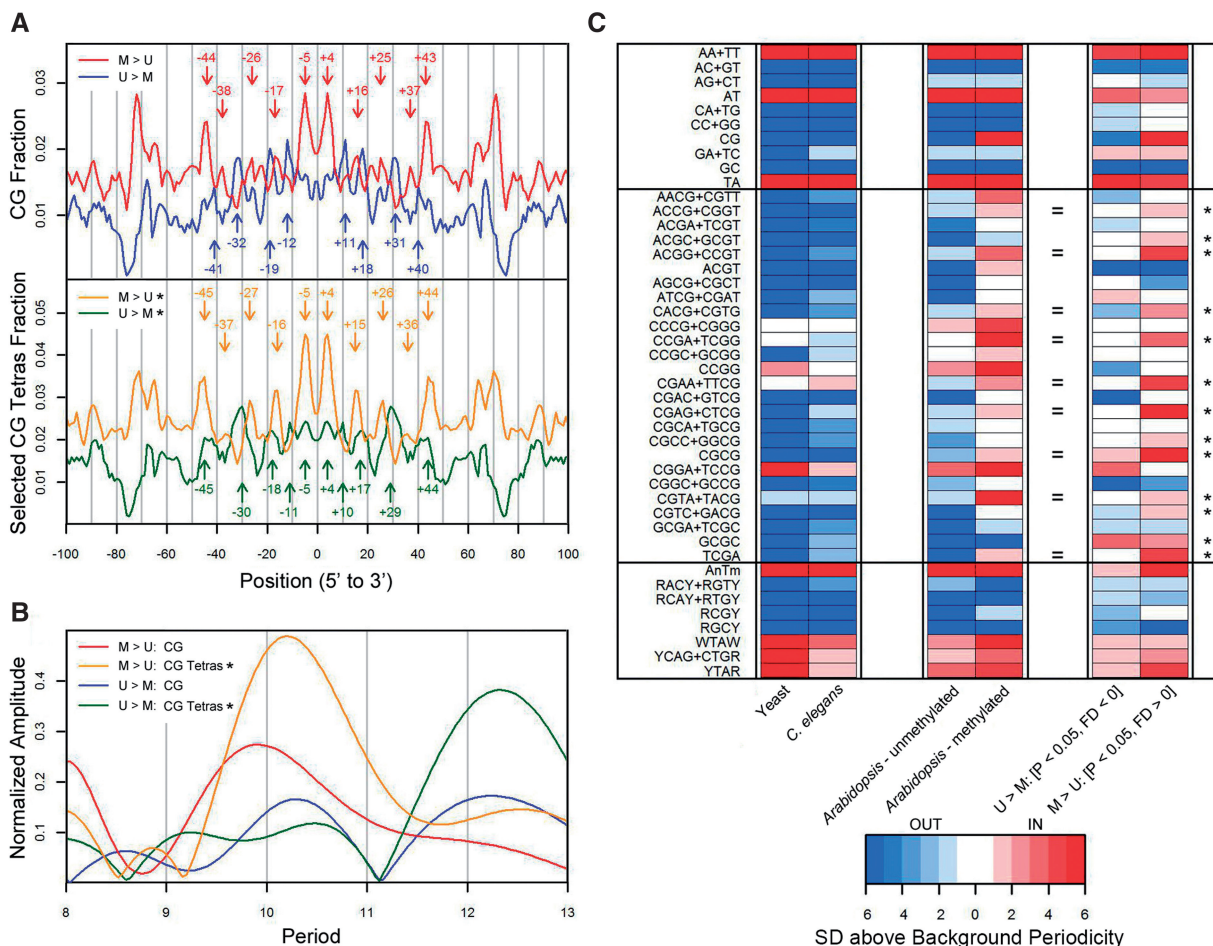 A
M > U
U > M
-44
-26
-5
+4
+25
+43
-38
-17
+16
+37
-32
-12
+11
+31
-41
-19
+18
+40
CG Fraction
0.01
0.02
0.03
M > U *
U > M *
-45
-27
-5
+4
+26
+44
-37
-16
+15
+36
-45
-18
-5
+4
+17
+44
-30
-11
+10
+29
Selected CG Tetras Fraction
0.01
0.02
0.03
0.04
0.05
-100 -80 -60 -40 -20 0 20 40 60 80 100
Position (5' to 3')
B
M > U: CG
M > U: CG Tetras *
U > M: CG
U > M: CG Tetras *
Normalized Amplitude
0.1
0.2
0.3
0.4
8 9 10 11 12 13
Period
C
AA+TT
AC+GT
AG+CT
AT
CA+TG
CC+GG
CG
GA+TC
GC
TA
AACG+CGTT
ACCG+CGGT = *
ACGA+TCGT
ACGC+GCGT *
ACGG+CCGT = *
ACGT
AGCG+CGCT
ATCG+CGAT
CACG+CGTG = *
CCCG+CGGG
CCGA+TCGG = *
CCGC+GCGG
CCGG
CGAA+TTCG = *
CGAC+GTCG
CGAG+CTCG = *
CGCA+TGCG
CGCC+GGCG *
CGCG = *
CGGA+TCCG
CGGC+GCCG
CGTA+TACG = *
CGTC+GACG *
GCGA+TCGC
GCGC *
TCGA = *
AnTm
RACY+RGTY
RCAY+RTGY
RCGY
RGCY
WTAW
YCAG+CTGR
YTAR
Yeast
C. elegans
Arabidopsis - unmethylated
Arabidopsis - methylated
U > M: [P < 0.05, FD < 0]
M > U: [P < 0.05, FD > 0]
OUT IN
6 4 2 0 2 4 6
SD above Background Periodicity